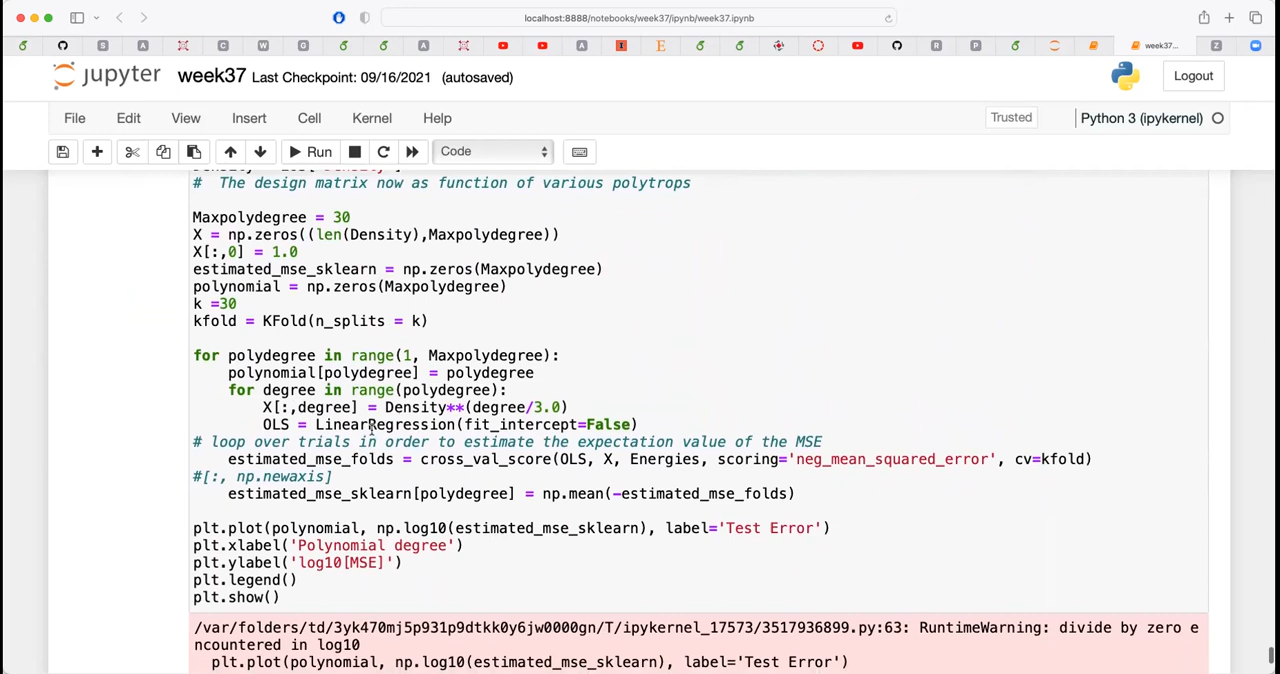 localhost:8888/notebooks/week37/ipynb/week37.ipynb
S A C W G A A E R P week37... Z
jupyter week37 Last Checkpoint: 09/16/2021 (autosaved) Logout
File Edit View Insert Cell Kernel Help Trusted Python 3 (ipykernel)
Run Code
# The design matrix now as function of various polytrops
Maxpolydegree = 30
X = np.zeros((len(Density),Maxpolydegree))
X[:,0] = 1.0
estimated_mse_sklearn = np.zeros(Maxpolydegree)
polynomial = np.zeros(Maxpolydegree)
k =30
kfold = KFold(n_splits = k)
for polydegree in range(1, Maxpolydegree):
    polynomial[polydegree] = polydegree
    for degree in range(polydegree):
        X[:,degree] = Density**(degree/3.0)
        OLS = LinearRegression(fit_intercept=False)
# loop over trials in order to estimate the expectation value of the MSE
    estimated_mse_folds = cross_val_score(OLS, X, Energies, scoring='neg_mean_squared_error', cv=kfold)
#[:, np.newaxis]
    estimated_mse_sklearn[polydegree] = np.mean(-estimated_mse_folds)
plt.plot(polynomial, np.log10(estimated_mse_sklearn), label='Test Error')
plt.xlabel('Polynomial degree')
plt.ylabel('log10[MSE]')
plt.legend()
plt.show()
/var/folders/td/3yk470mj5p931p9dtkk0y6jw0000gn/T/ipykernel_17573/3517936899.py:63: RuntimeWarning: divide by zero e
ncountered in log10
  plt.plot(polynomial, np.log10(estimated_mse_sklearn), label='Test Error')